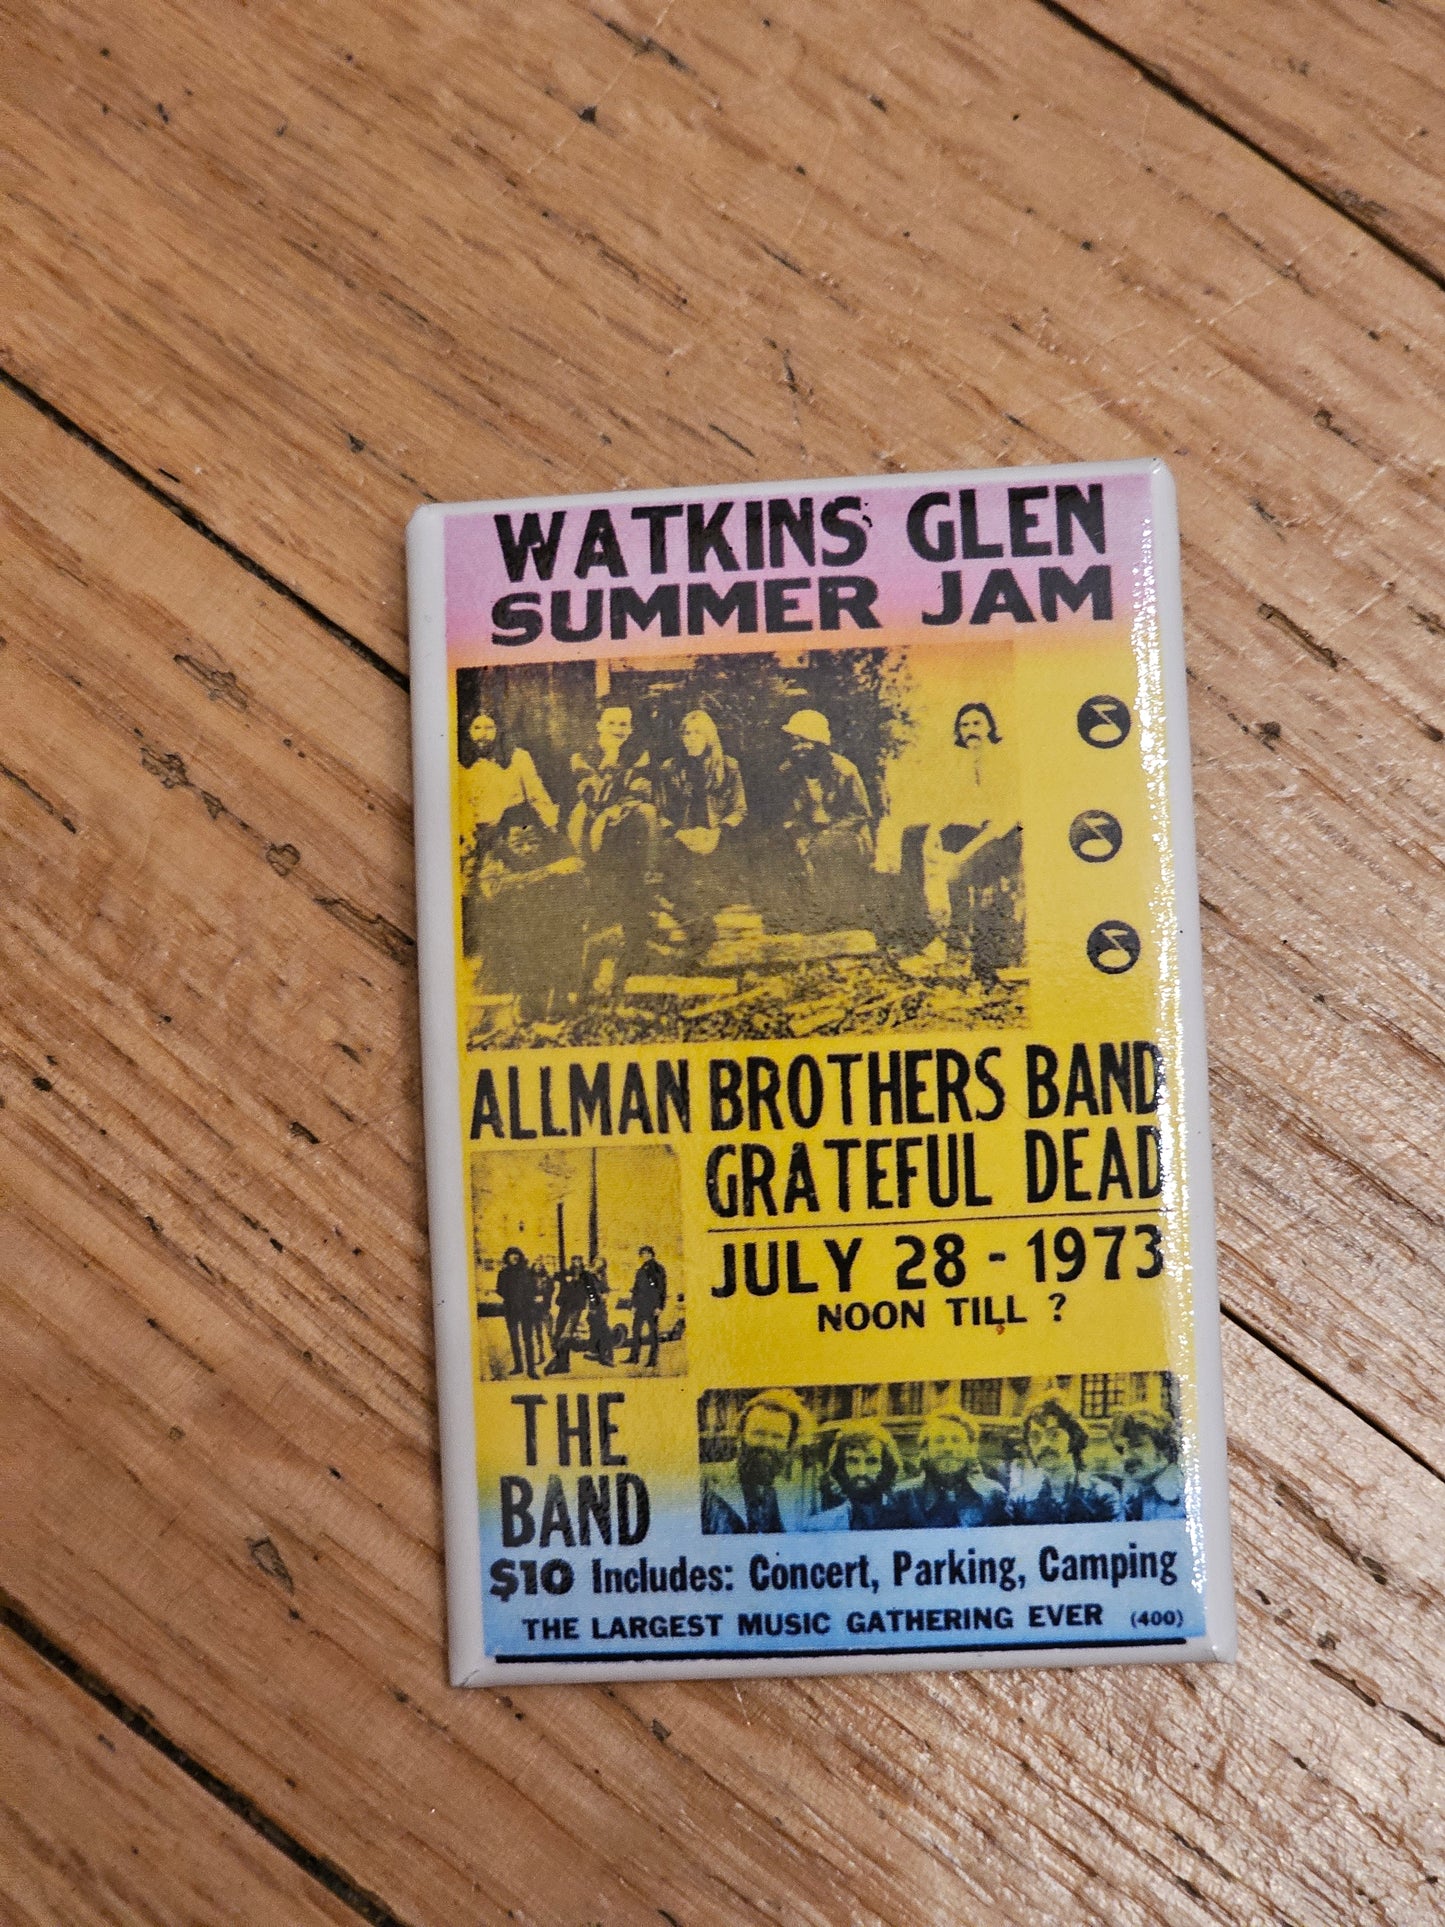 WATKINS GLEN
SUMMER JAM
ALLMAN BROTHERS BAND
GRATEFUL DEAD
JULY 28 - 1973
NOON TILL ?
THE
BAND
$10 Includes: Concert, Parking, Camping
THE LARGEST MUSIC GATHERING EVER (400)